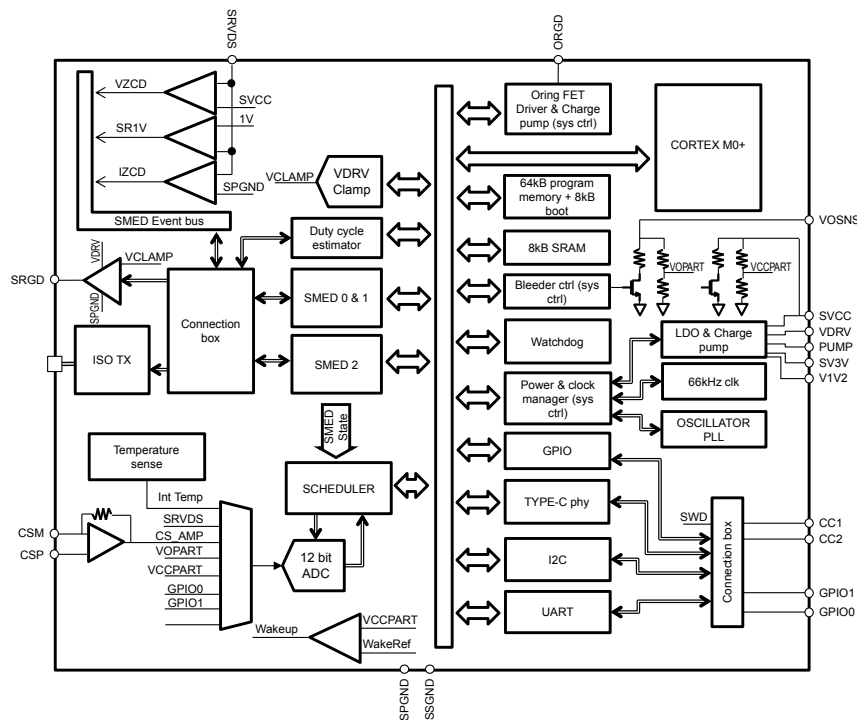 SRVDS
ORGD
VZCD
SVCC
SR1V
1V
IZCD
SPGND
SMED Event bus
VCLAMP
VDRV
Clamp
Duty cycle
estimator
SRGD
VDRV
VCLAMP
SPGND
Connection
box
SMED 0 & 1
SMED 2
ISO TX
SMED
State
Temperature
sense
Int Temp
SRVDS
CS_AMP
VOPART
VCCPART
GPIO0
GPIO1
CSM
CSP
SCHEDULER
12 bit
ADC
Wakeup
VCCPART
WakeRef
SPGND
SSGND
Oring FET
Driver & Charge
pump (sys ctrl)
CORTEX M0+
64kB program
memory + 8kB
boot
8kB SRAM
Bleeder ctrl (sys
ctrl)
VOPART
VCCPART
VOSNS
Watchdog
LDO & Charge
pump
SVCC
VDRV
PUMP
SV3V
V1V2
Power & clock
manager (sys
ctrl)
66kHz clk
OSCILLATOR
PLL
GPIO
TYPE-C phy
I2C
UART
SWD
Connection box
CC1
CC2
GPIO1
GPIO0